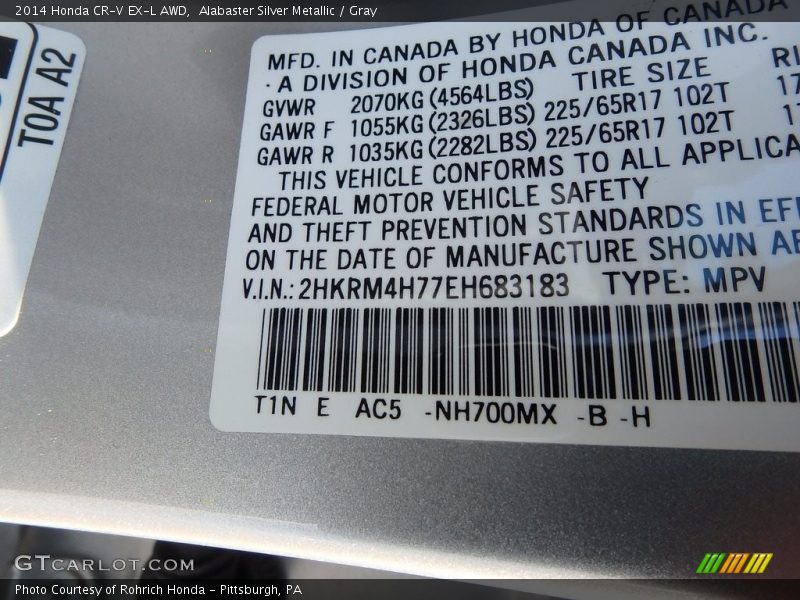 2014 Honda CR-V EX-L AWD,  Alabaster Silver Metallic / Gray
T0A A2
MFD. IN CANADA BY HONDA OF CANADA
· A DIVISION OF HONDA CANADA INC.
GVWR 2070KG (4564LBS) TIRE SIZE RI
GAWR F 1055KG (2326LBS) 225/65R17 102T 17
GAWR R 1035KG (2282LBS) 225/65R17 102T 17
THIS VEHICLE CONFORMS TO ALL APPLICA
FEDERAL MOTOR VEHICLE SAFETY
AND THEFT PREVENTION STANDARDS IN EFF
ON THE DATE OF MANUFACTURE SHOWN AB
V.I.N.: 2HKRM4H77EH683183 TYPE: MPV
T1N E AC5 -NH700MX -B -H
GTCARLOT.COM
Photo Courtesy of Rohrich Honda - Pittsburgh, PA